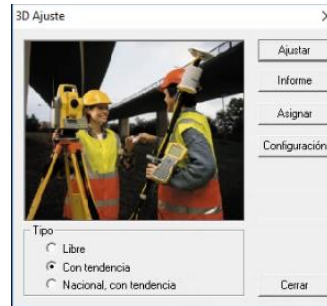 3D Ajuste
Ajustar
Informe
Asignar
Configuración
Tipo
Libre
Con tendencia
Nacional, con tendencia
Cerrar